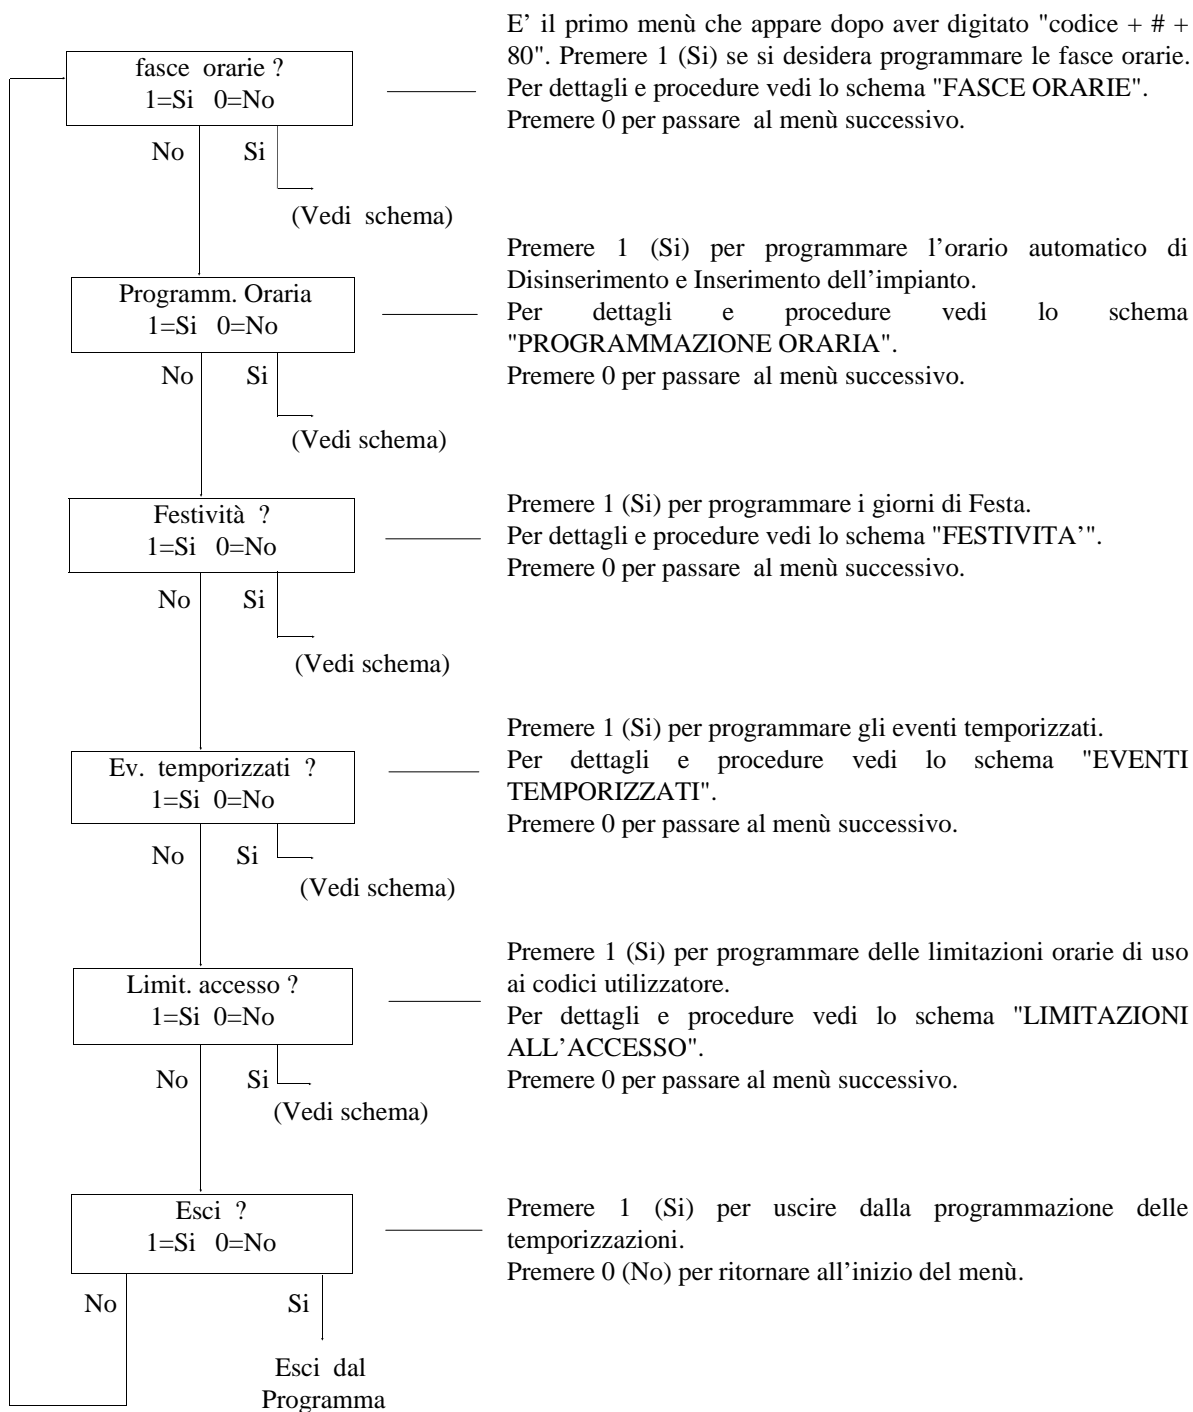 E' il primo menù che appare dopo aver digitato "codice + # +
80". Premere 1 (Si) se si desidera programmare le fasce orarie.
Per dettagli e procedure vedi lo schema "FASCE ORARIE".
Premere 0 per passare al menù successivo.
fasce orarie ?
1=Si 0=No
No Si
(Vedi schema)
Premere 1 (Si) per programmare l'orario automatico di
Disinserimento e Inserimento dell'impianto.
Per dettagli e procedure vedi lo schema
"PROGRAMMAZIONE ORARIA".
Premere 0 per passare al menù successivo.
Programm. Oraria
1=Si 0=No
No Si
(Vedi schema)
Premere 1 (Si) per programmare i giorni di Festa.
Per dettagli e procedure vedi lo schema "FESTIVITA'".
Premere 0 per passare al menù successivo.
Festività ?
1=Si 0=No
No Si
(Vedi schema)
Premere 1 (Si) per programmare gli eventi temporizzati.
Per dettagli e procedure vedi lo schema "EVENTI
TEMPORIZZATI".
Premere 0 per passare al menù successivo.
Ev. temporizzati ?
1=Si 0=No
No Si
(Vedi schema)
Premere 1 (Si) per programmare delle limitazioni orarie di uso
ai codici utilizzatore.
Per dettagli e procedure vedi lo schema "LIMITAZIONI
ALL'ACCESSO".
Premere 0 per passare al menù successivo.
Limit. accesso ?
1=Si 0=No
No Si
(Vedi schema)
Premere 1 (Si) per uscire dalla programmazione delle
temporizzazioni.
Premere 0 (No) per ritornare all'inizio del menù.
Esci ?
1=Si 0=No
No Si
Esci dal
Programma